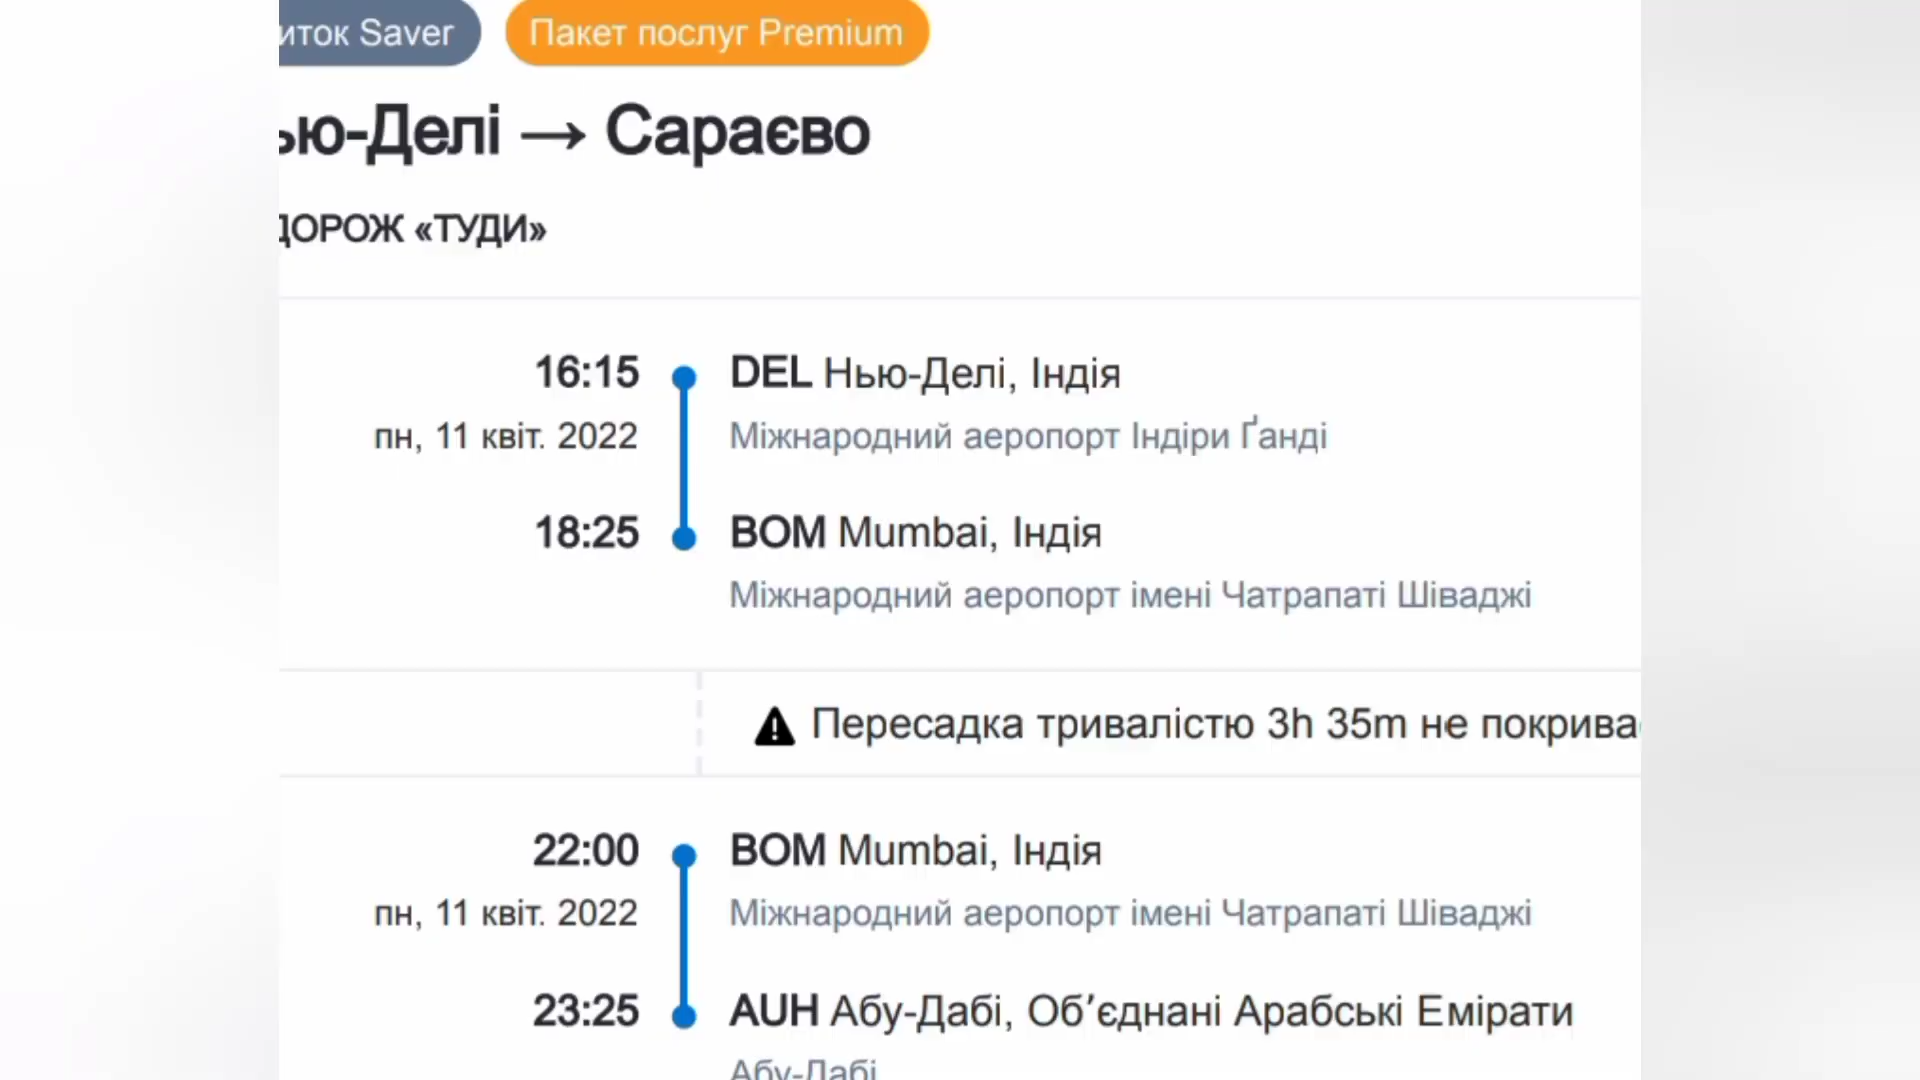 иток Saver
Пакет послуг Premium
ью-Делі → Сараєво
ДОРОЖ «ТУДИ»
16:15
DEL Нью-Делі, Індія
пн, 11 квіт. 2022
Міжнародний аеропорт Індіри Ґанді
18:25
BOM Mumbai, Індія
Міжнародний аеропорт імені Чатрапаті Шіваджі
Пересадка тривалістю 3h 35m не покриває
22:00
BOM Mumbai, Індія
пн, 11 квіт. 2022
Міжнародний аеропорт імені Чатрапаті Шіваджі
23:25
AUH Абу-Дабі, Об’єднані Арабські Емірати
Абу-Дабі